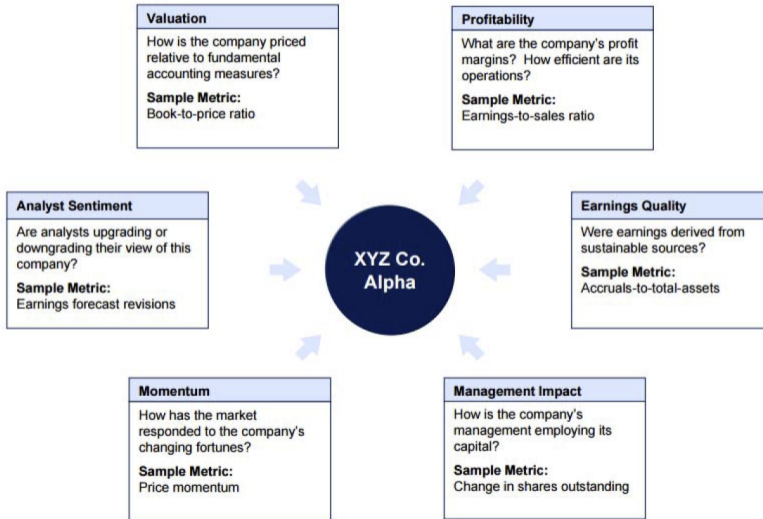 Valuation
How is the company priced
relative to fundamental
accounting measures?
Sample Metric:
Book-to-price ratio
Profitability
What are the company's profit
margins? How efficient are its
operations?
Sample Metric:
Earnings-to-sales ratio
Analyst Sentiment
Are analysts upgrading or
downgrading their view of this
company?
Sample Metric:
Earnings forecast revisions
XYZ Co.
Alpha
Earnings Quality
Were earnings derived from
sustainable sources?
Sample Metric:
Accruals-to-total-assets
Momentum
How has the market
responded to the company's
changing fortunes?
Sample Metric:
Price momentum
Management Impact
How is the company's
management employing its
capital?
Sample Metric:
Change in shares outstanding